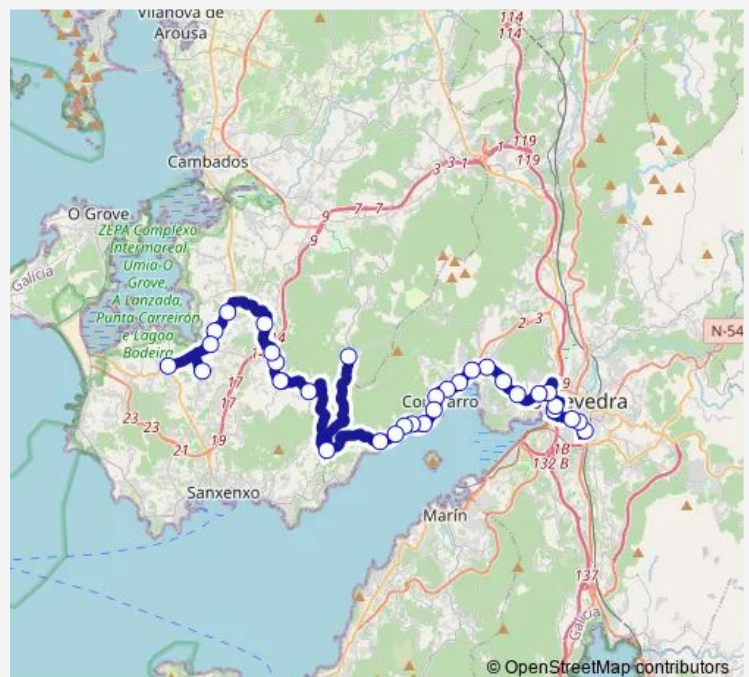 Vilanova de
Arousa
114
114
119
119
1
3 3 1
Cambados
7 7
9
9
O Grove
ZEPA Complexo
Intermareal
Umia-O
Grove,
A Lanzada,
Punta Carreirón
e Lagoa
Bodeira
Galicia
2 3
N-54
17
17
19
23
23
21
9
Sanxenxo
1B
132 B
Marín
137
Galicia
© OpenStreetMap contributors